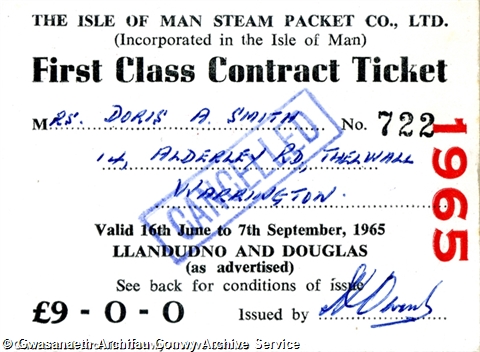 THE ISLE OF MAN STEAM PACKET CO., LTD.
(Incorporated in the Isle of Man)
First Class Contract Ticket
MRS. DORIS A. SMITH No. 722
14, ALDERLEY RD, THELWALL
WARRINGTON.
CANCELLED
1965
Valid 16th June to 7th September, 1965
LLANDUDNO AND DOUGLAS
(as advertised)
See back for conditions of issue
£9 - 0 - 0 Issued by
© Gwasanaeth Archifau Conwy Archive Service